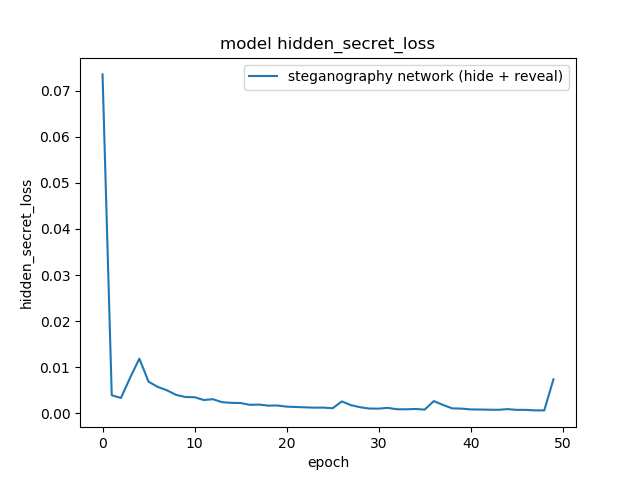 model hidden_secret_loss
steganography network (hide + reveal)
hidden_secret_loss
0.07
0.06
0.05
0.04
0.03
0.02
0.01
0.00
0 10 20 30 40 50
epoch